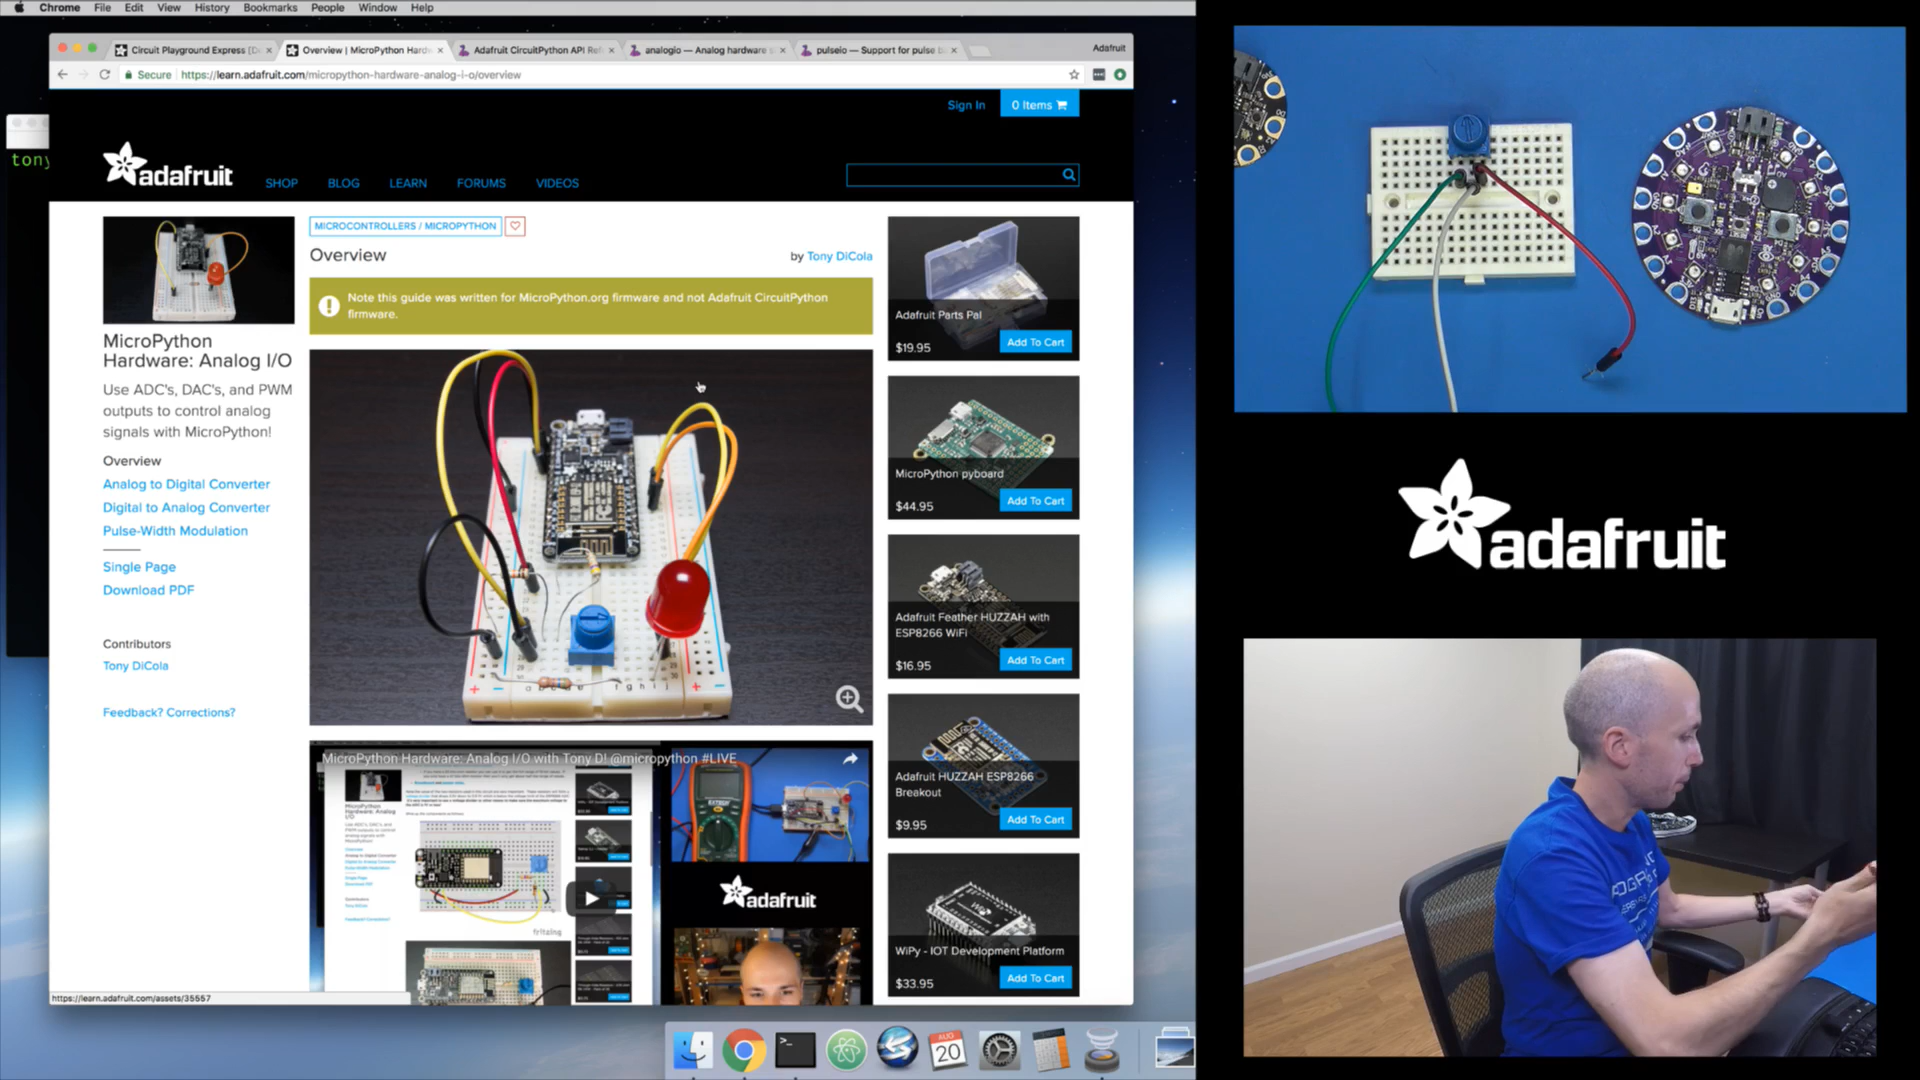 Chrome File Edit View History Bookmarks People Window Help
Circuit Playground Express [D
Overview | MicroPython Hardw
Adafruit CircuitPython API Ref
analogio — Analog hardware s
pulseio — Support for pulse b
Adafruit
Secure https://learn.adafruit.com/micropython-hardware-analog-i-o/overview
Sign In
0 Items
tony
adafruit
SHOP BLOG LEARN FORUMS VIDEOS
MICROCONTROLLERS / MICROPYTHON
Overview
by Tony DiCola
Note this guide was written for MicroPython.org firmware and not Adafruit CircuitPython
firmware.
MicroPython
Hardware: Analog I/O
Use ADC's, DAC's, and PWM
outputs to control analog
signals with MicroPython!
Overview
Analog to Digital Converter
Digital to Analog Converter
Pulse-Width Modulation
Single Page
Download PDF
Contributors
Tony DiCola
Feedback? Corrections?
Adafruit Parts Pal
$19.95
Add To Cart
MicroPython pyboard
$44.95
Add To Cart
Adafruit Feather HUZZAH with
ESP8266 WiFi
$16.95
Add To Cart
Adafruit HUZZAH ESP8266
Breakout
$9.95
Add To Cart
WiPy - IOT Development Platform
$33.95
Add To Cart
MicroPython Hardware: Analog I/O with Tony D! @micropython #LIVE
fritzing
adafruit
https://learn.adafruit.com/assets/35557
AUG
20
adafruit